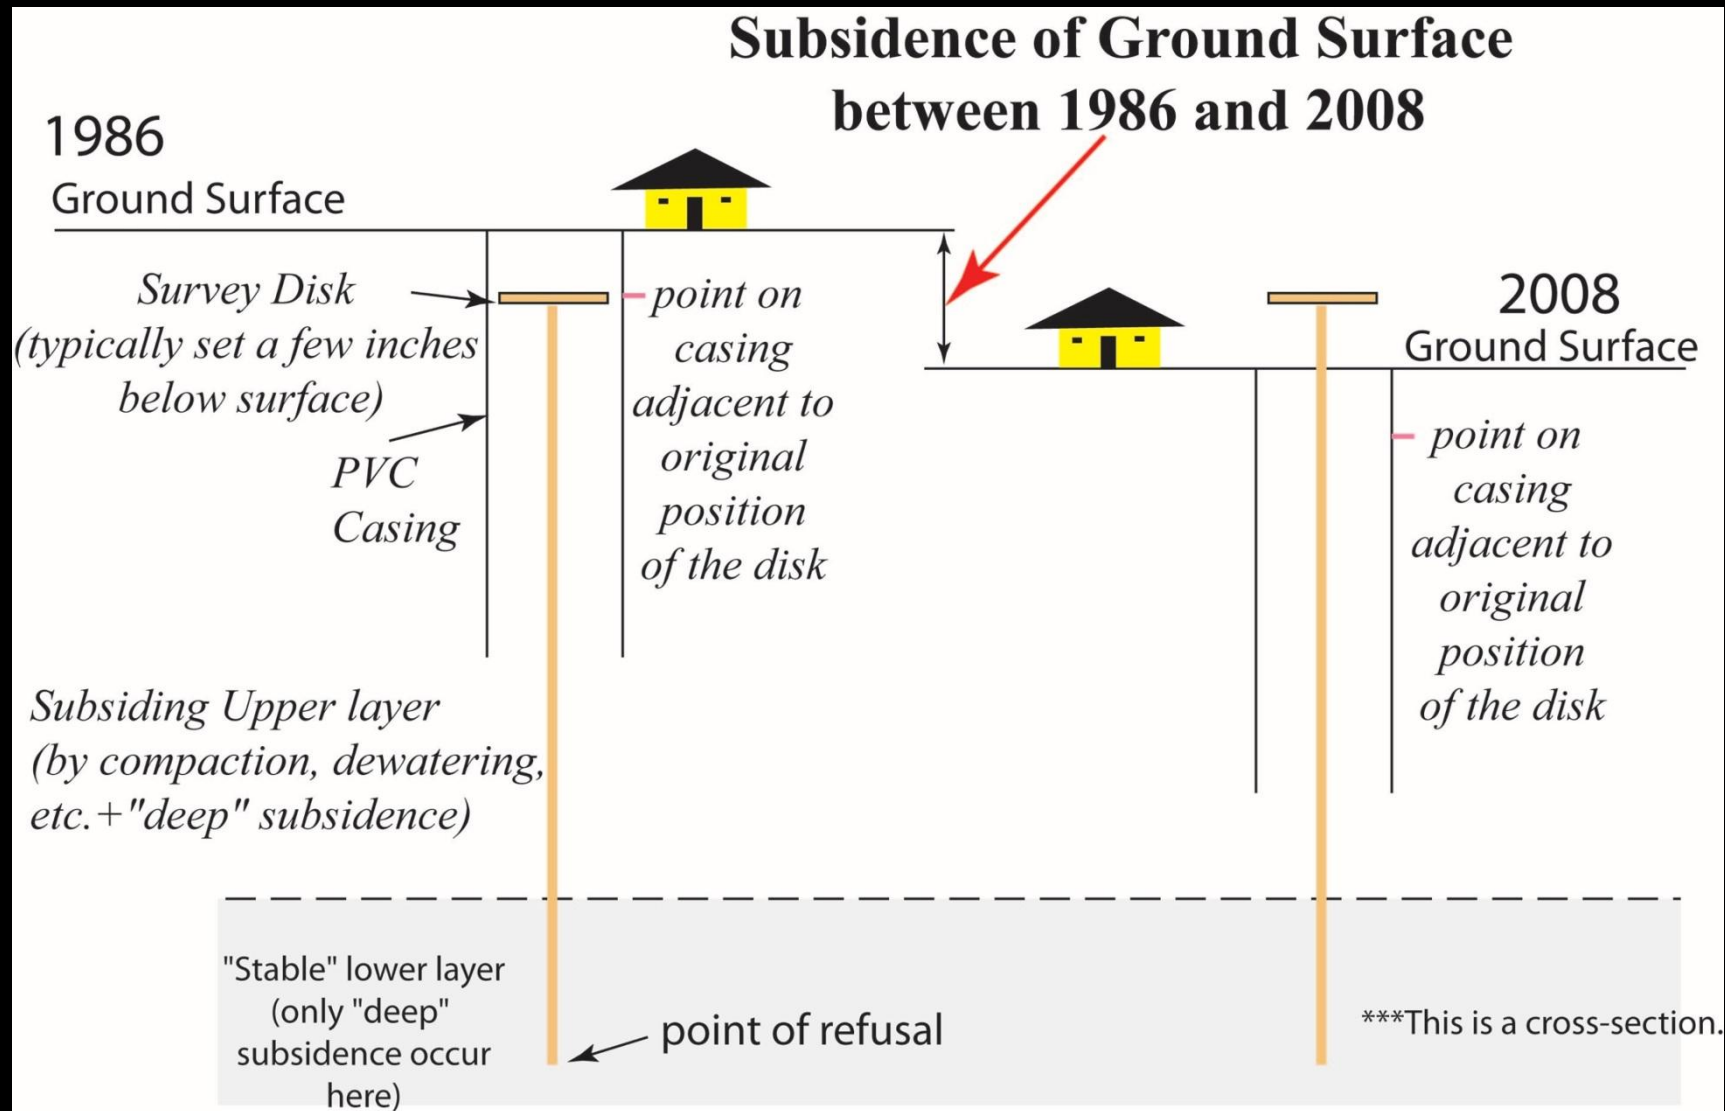 Subsidence of Ground Surface
between 1986 and 2008
1986
Ground Surface
Survey Disk
(typically set a few inches
below surface)
PVC
Casing
point on
casing
adjacent to
original
position
of the disk
2008
Ground Surface
point on
casing
adjacent to
original
position
of the disk
Subsiding Upper layer
(by compaction, dewatering,
etc.+"deep" subsidence)
"Stable" lower layer
(only "deep"
subsidence occur
here)
point of refusal
***This is a cross-section.